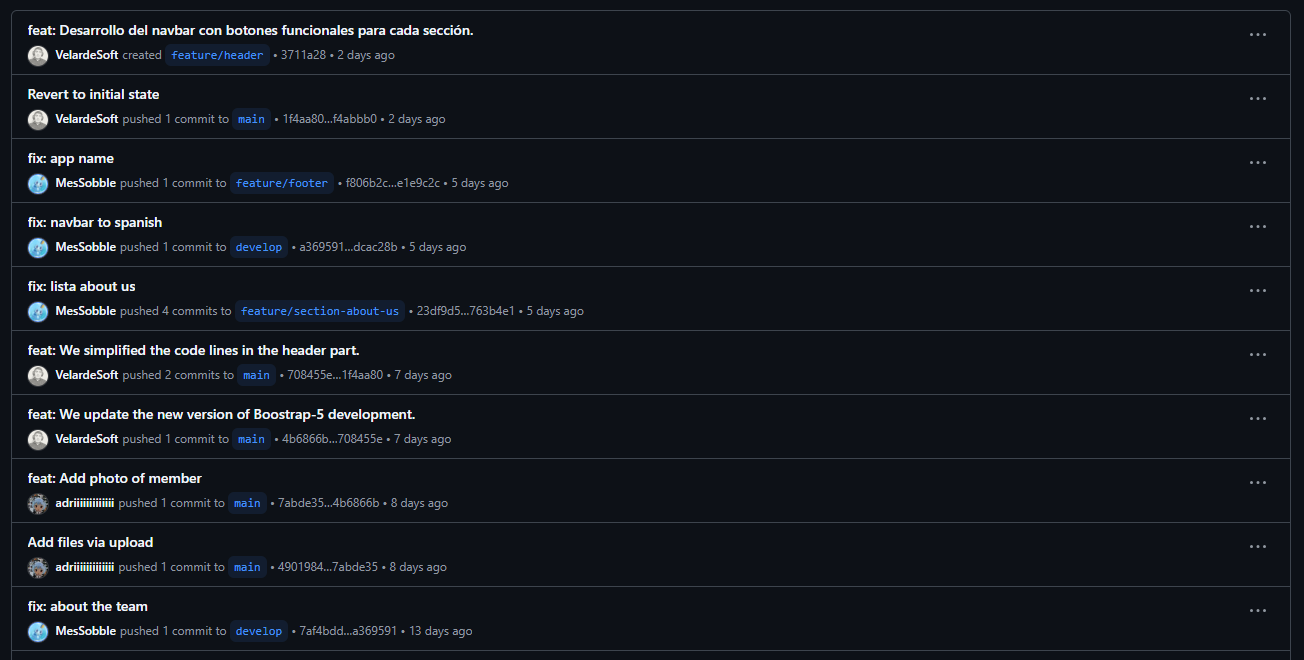 feat: Desarrollo del navbar con botones funcionales para cada sección.
VelardeSoft created feature/header • 3711a28 • 2 days ago
Revert to initial state
VelardeSoft pushed 1 commit to main • 1f4aa80...f4abbb0 • 2 days ago
fix: app name
MesSobble pushed 1 commit to feature/footer • f806b2c...e1e9c2c • 5 days ago
fix: navbar to spanish
MesSobble pushed 1 commit to develop • a369591...dcac28b • 5 days ago
fix: lista about us
MesSobble pushed 4 commits to feature/section-about-us • 23df9d5...763b4e1 • 5 days ago
feat: We simplified the code lines in the header part.
VelardeSoft pushed 2 commits to main • 708455e...1f4aa80 • 7 days ago
feat: We update the new version of Boostrap-5 development.
VelardeSoft pushed 1 commit to main • 4b6866b...708455e • 7 days ago
feat: Add photo of member
adriiiiiiiiiiiii pushed 1 commit to main • 7abde35...4b6866b • 8 days ago
Add files via upload
adriiiiiiiiiiiii pushed 1 commit to main • 4901984...7abde35 • 8 days ago
fix: about the team
MesSobble pushed 1 commit to develop • 7af4bdd...a369591 • 13 days ago